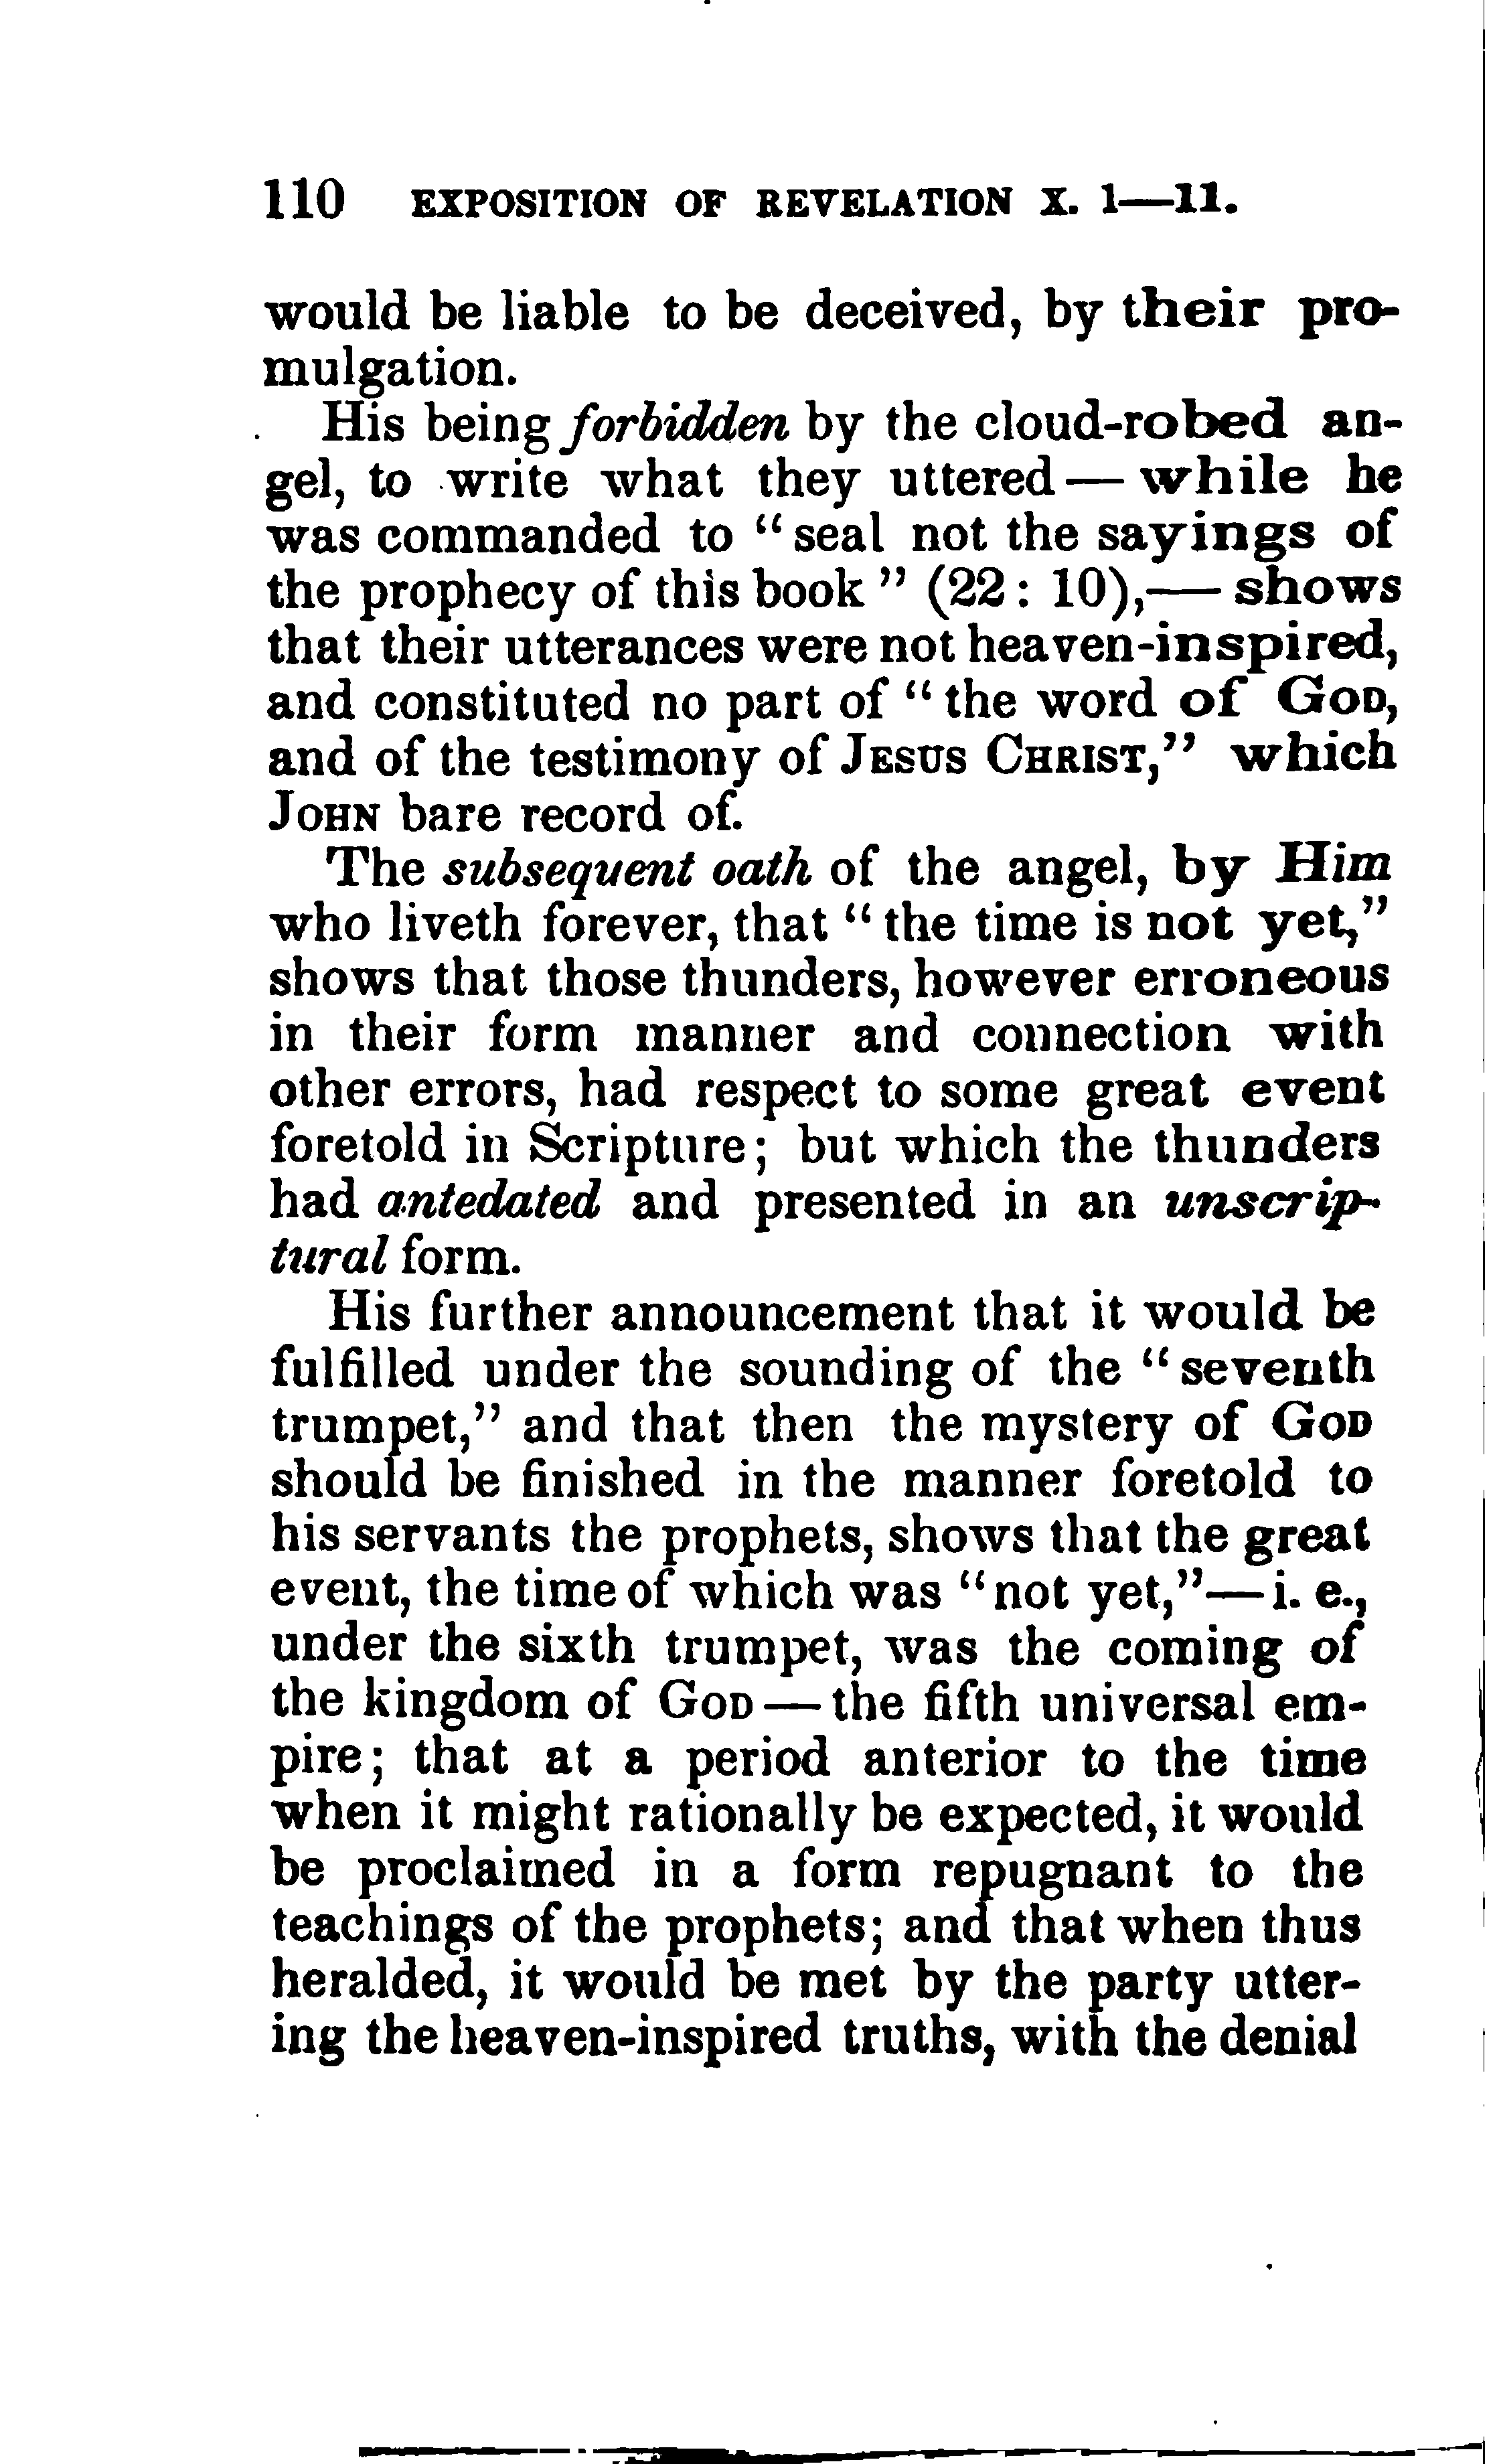 110 EXPOSITION OF REVELATION X. 1—11.
would be liable to be deceived, by their pro-
mulgation.
His being forbidden by the cloud-robed an-
gel, to write what they uttered — while he
was commanded to “ seal not the sayings of
the prophecy of this book ” (22 : 10),— shows
that their utterances were not heaven-inspired,
and constituted no part of “ the word of GOD,
and of the testimony of JESUS CHRIST,” which
JOHN bare record of.
The subsequent oath of the angel, by Him
who liveth forever, that “ the time is not yet,”
shows that those thunders, however erroneous
in their form manner and connection with
other errors, had respect to some great event
foretold in Scripture; but which the thunders
had antedated and presented in an unscrip-
tural form.
His further announcement that it would be
fulfilled under the sounding of the “ seventh
trumpet,” and that then the mystery of GOD
should be finished in the manner foretold to
his servants the prophets, shows that the great
event, the time of which was “not yet,”—i. e.,
under the sixth trumpet, was the coming of
the kingdom of GOD — the fifth universal em-
pire; that at a period anterior to the time
when it might rationally be expected, it would
be proclaimed in a form repugnant to the
teachings of the prophets; and that when thus
heralded, it would be met by the party utter-
ing the heaven-inspired truths, with the denial